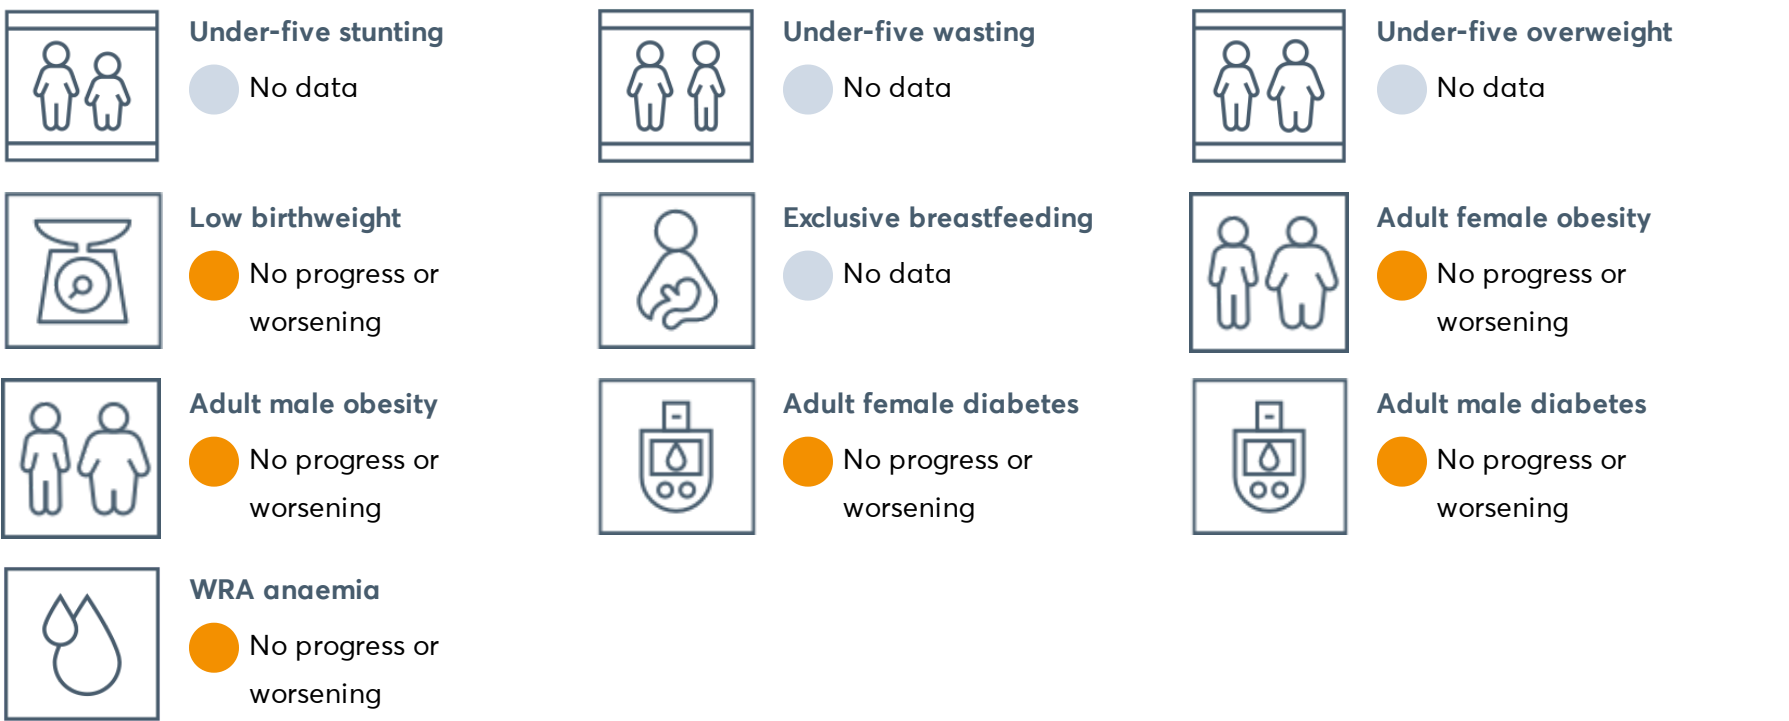 Under-five stunting
No data
Under-five wasting
No data
Under-five overweight
No data
Low birthweight
No progress or
worsening
Exclusive breastfeeding
No data
Adult female obesity
No progress or
worsening
Adult male obesity
No progress or
worsening
Adult female diabetes
No progress or
worsening
Adult male diabetes
No progress or
worsening
WRA anaemia
No progress or
worsening